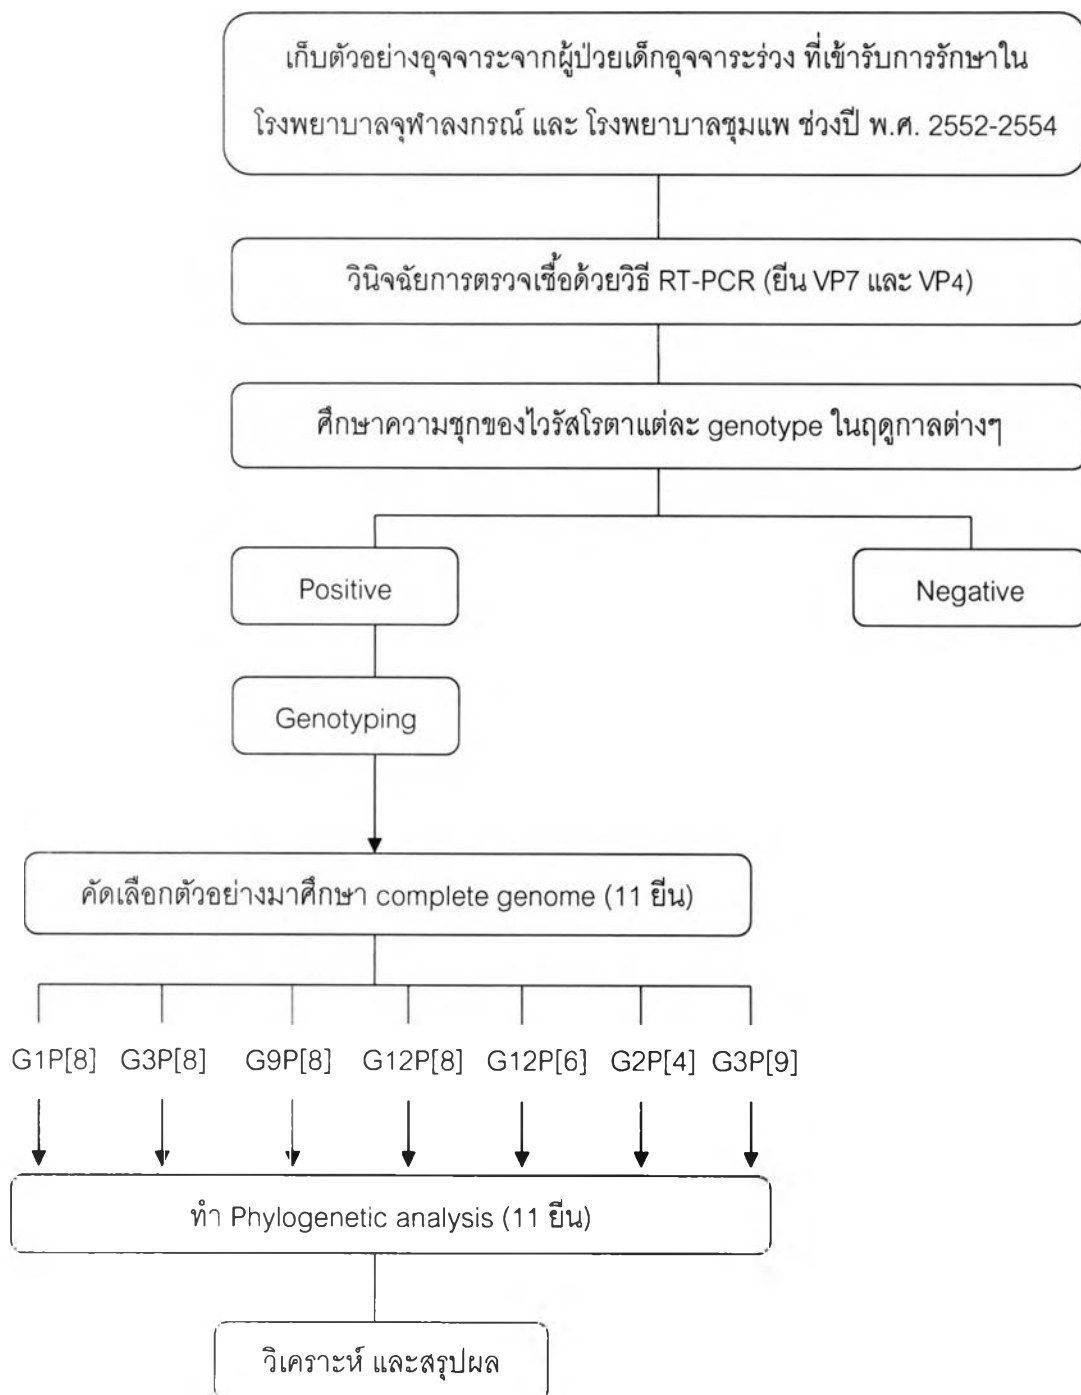 เก็บตัวอย่างอุจจาระจากผู้ป่วยเด็กอุจจาระร่วง ที่เข้ารับการรักษาใน
โรงพยาบาลจุฬาลงกรณ์ และ โรงพยาบาลชุมแพ ช่วงปี พ.ศ. 2552-2554
วินิจฉัยการตรวจเชื้อด้วยวิธี RT-PCR (ยีน VP7 และ VP4)
ศึกษาความชุกของไวรัสโรตาแต่ละ genotype ในฤดูกาลต่างๆ
Positive
Negative
Genotyping
คัดเลือกตัวอย่างมาศึกษา complete genome (11 ยีน)
G1P[8] G3P[8] G9P[8] G12P[8] G12P[6] G2P[4] G3P[9]
ทำ Phylogenetic analysis (11 ยีน)
วิเคราะห์ และสรุปผล